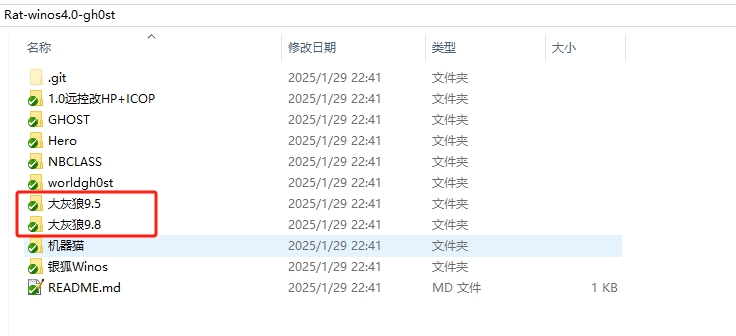 Rat-winos4.0-gh0st
名称 修改日期 类型 大小
.git 2025/1/29 22:41 文件夹
1.0远控改HP+ICOP 2025/1/29 22:41 文件夹
GHOST 2025/1/29 22:41 文件夹
Hero 2025/1/29 22:41 文件夹
NBCLASS 2025/1/29 22:41 文件夹
worldgh0st 2025/1/29 22:41 文件夹
大灰狼9.5 2025/1/29 22:41 文件夹
大灰狼9.8 2025/1/29 22:41 文件夹
机器猫 2025/1/29 22:41 文件夹
银狐Winos 2025/1/29 22:41 文件夹
README.md 2025/1/29 22:41 MD 文件 1 KB